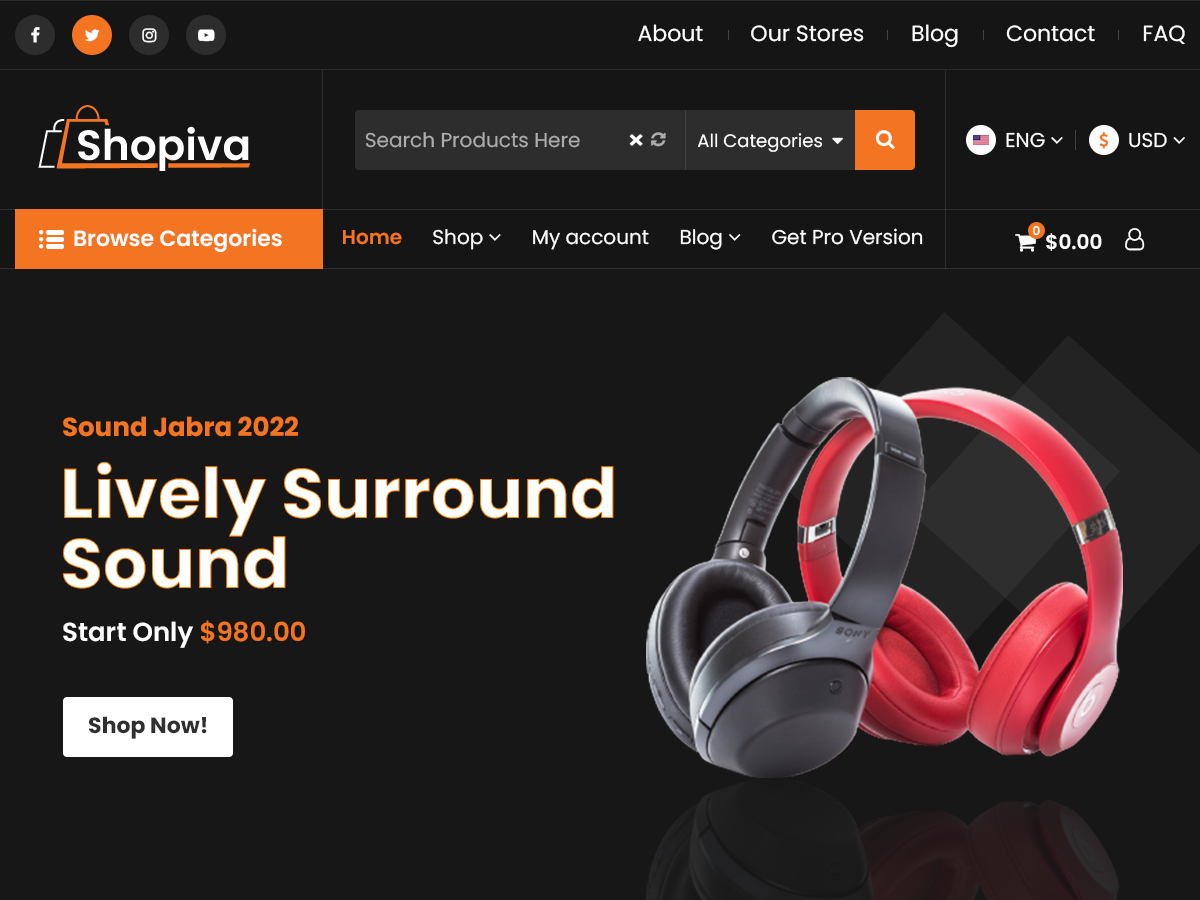 About
Our Stores
Blog
Contact
FAQ
Shopiva
Search Products Here
All Categories
ENG
$
USD
Browse Categories
Home
Shop
My account
Blog
Get Pro Version
0
$0.00
Sound Jabra 2022
Lively Surround
Sound
Start Only $980.00
Shop Now!
SONY